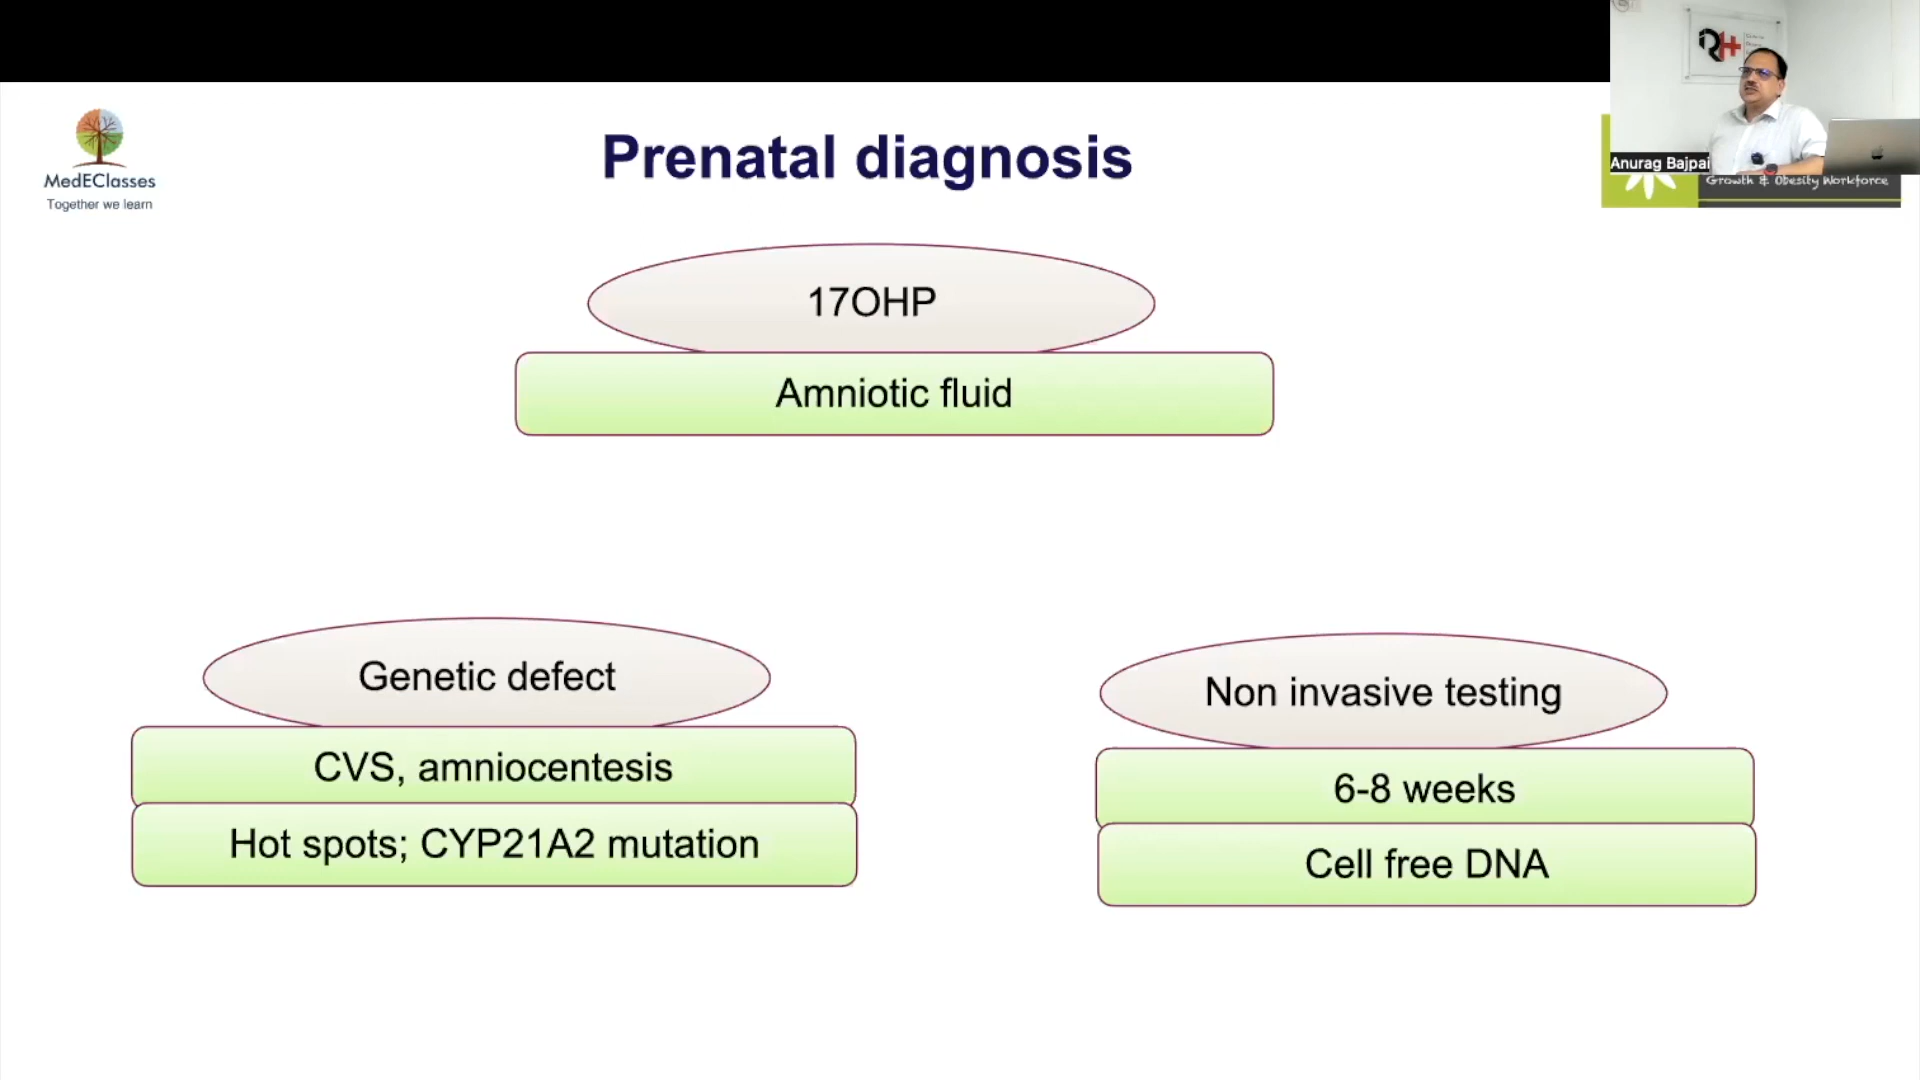 Prenatal diagnosis
MedEClasses
Together we learn
Anurag Bajpai
Growth & Obesity Workforce
17OHP
Amniotic fluid
Genetic defect
CVS, amniocentesis
Hot spots; CYP21A2 mutation
Non invasive testing
6-8 weeks
Cell free DNA